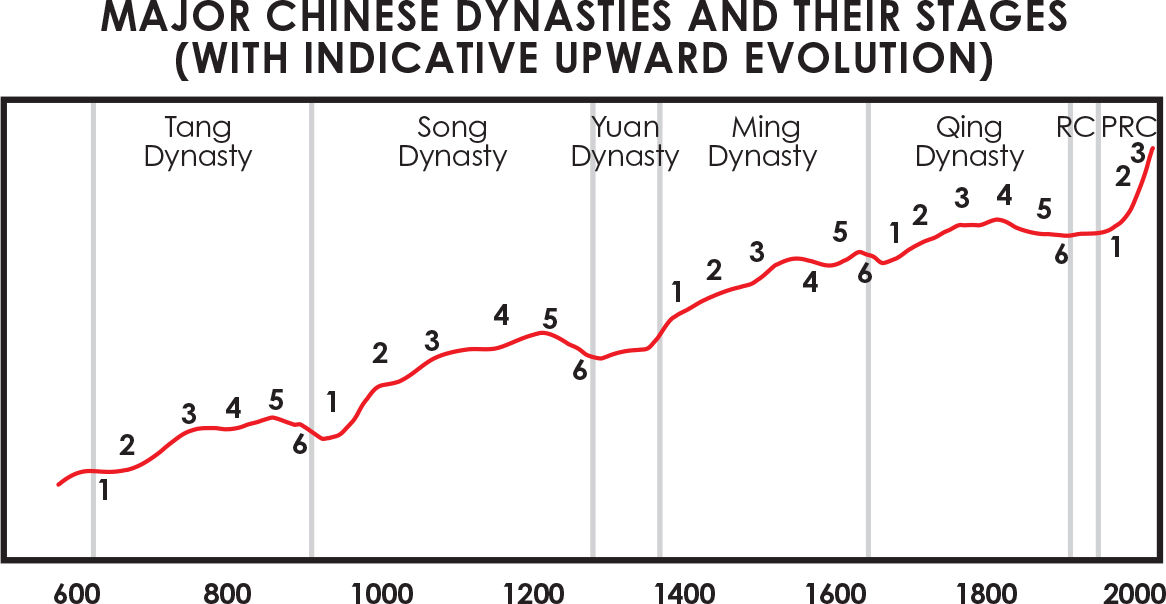 MAJOR CHINESE DYNASTIES AND THEIR STAGES
(WITH INDICATIVE UPWARD EVOLUTION)
Tang
Dynasty
Song
Dynasty
Yuan
Dynasty
Ming
Dynasty
Qing
Dynasty
RC
PRC
1
2
3
4
5
6
1
2
3
4
5
6
1
2
3
4
5
6
1
2
3
4
5
6
1
2
3
600 800 1000 1200 1400 1600 1800 2000